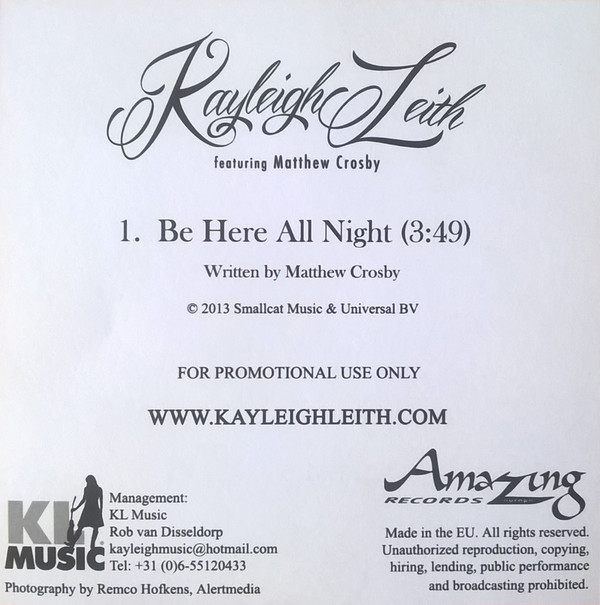 Kayleigh Leith
featuring Matthew Crosby
1. Be Here All Night (3:49)
Written by Matthew Crosby
© 2013 Smallcat Music & Universal BV
FOR PROMOTIONAL USE ONLY
WWW.KAYLEIGHLEITH.COM
KL
MUSIC
Management:
KL Music
Rob van Disseldorp
kayleighmusic@hotmail.com
Tel: +31 (0)6-55120433
Photography by Remco Hofkens, Alertmedia
Amazing
RECORDS
Made in the EU. All rights reserved.
Unauthorized reproduction, copying,
hiring, lending, public performance
and broadcasting prohibited.